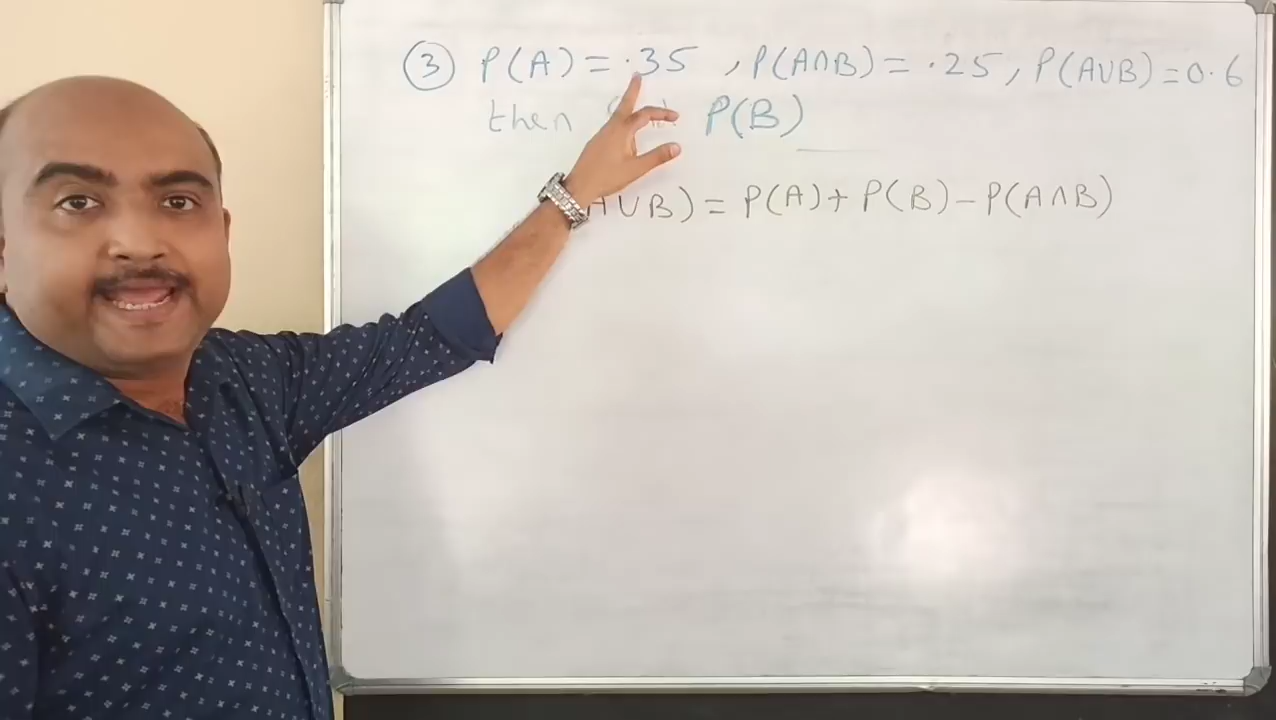 ③ P(A) = .35 , P(A∩B) = .25 , P(A∪B) = 0.6
then P(B)
A∪B) = P(A) + P(B) − P(A∩B)